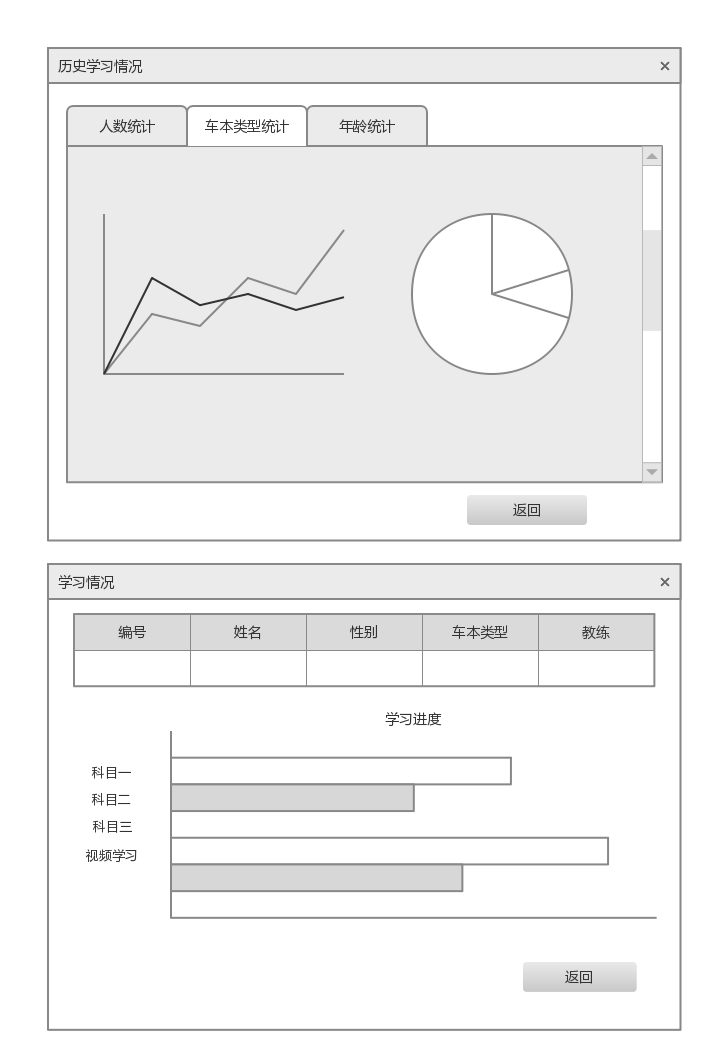 历史学习情况
人数统计 车本类型统计 年龄统计
返回
学习情况
编号 姓名 性别 车本类型 教练
学习进度
科目一
科目二
科目三
视频学习
返回